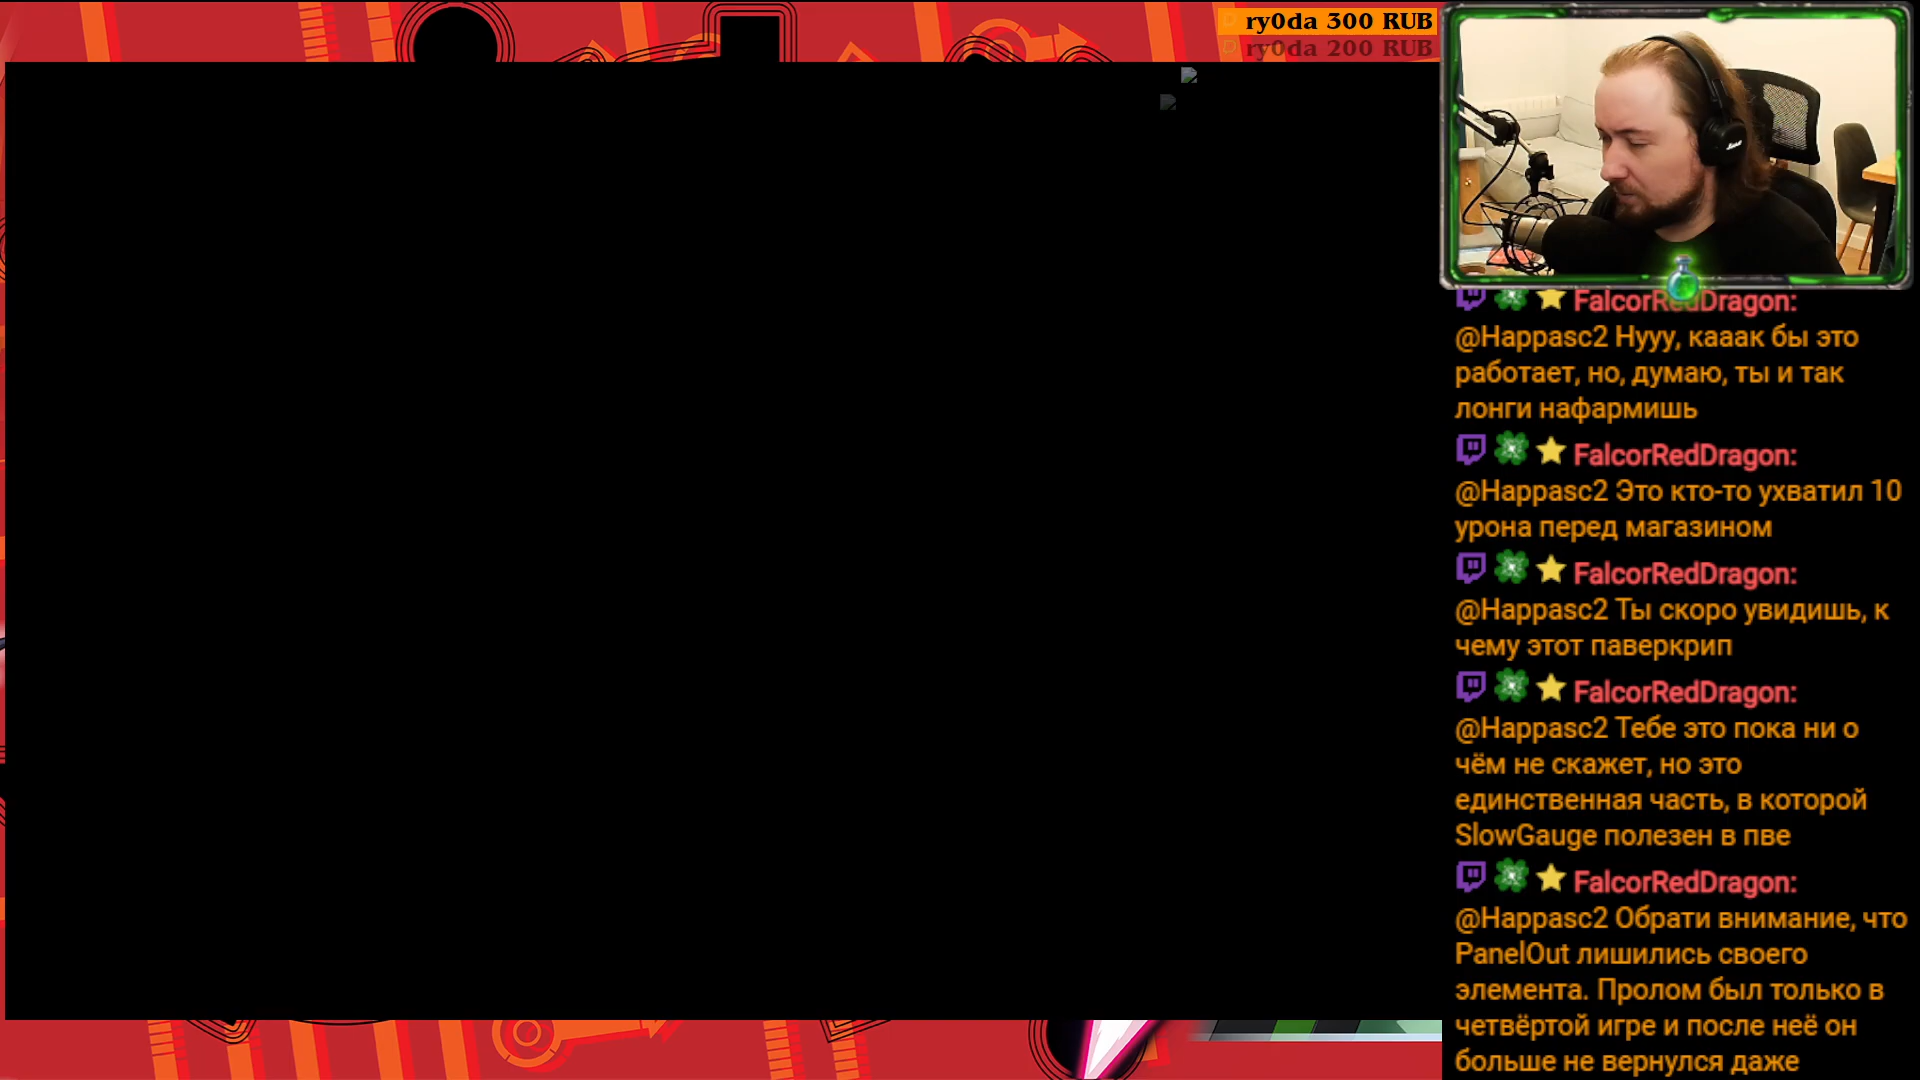 ry0da 300 RUB
ry0da 200 RUB
FalcorRedDragon:
@Happasc2 Нууу, кааак бы это
работает, но, думаю, ты и так
лонги нафармишь
FalcorRedDragon:
@Happasc2 Это кто-то ухватил 10
урона перед магазином
FalcorRedDragon:
@Happasc2 Ты скоро увидишь, к
чему этот паверкрип
FalcorRedDragon:
@Happasc2 Тебе это пока ни о
чём не скажет, но это
единственная часть, в которой
SlowGauge полезен в пве
FalcorRedDragon:
@Happasc2 Обрати внимание, что
PanelOut лишились своего
элемента. Пролом был только в
четвёртой игре и после неё он
больше не вернулся даже